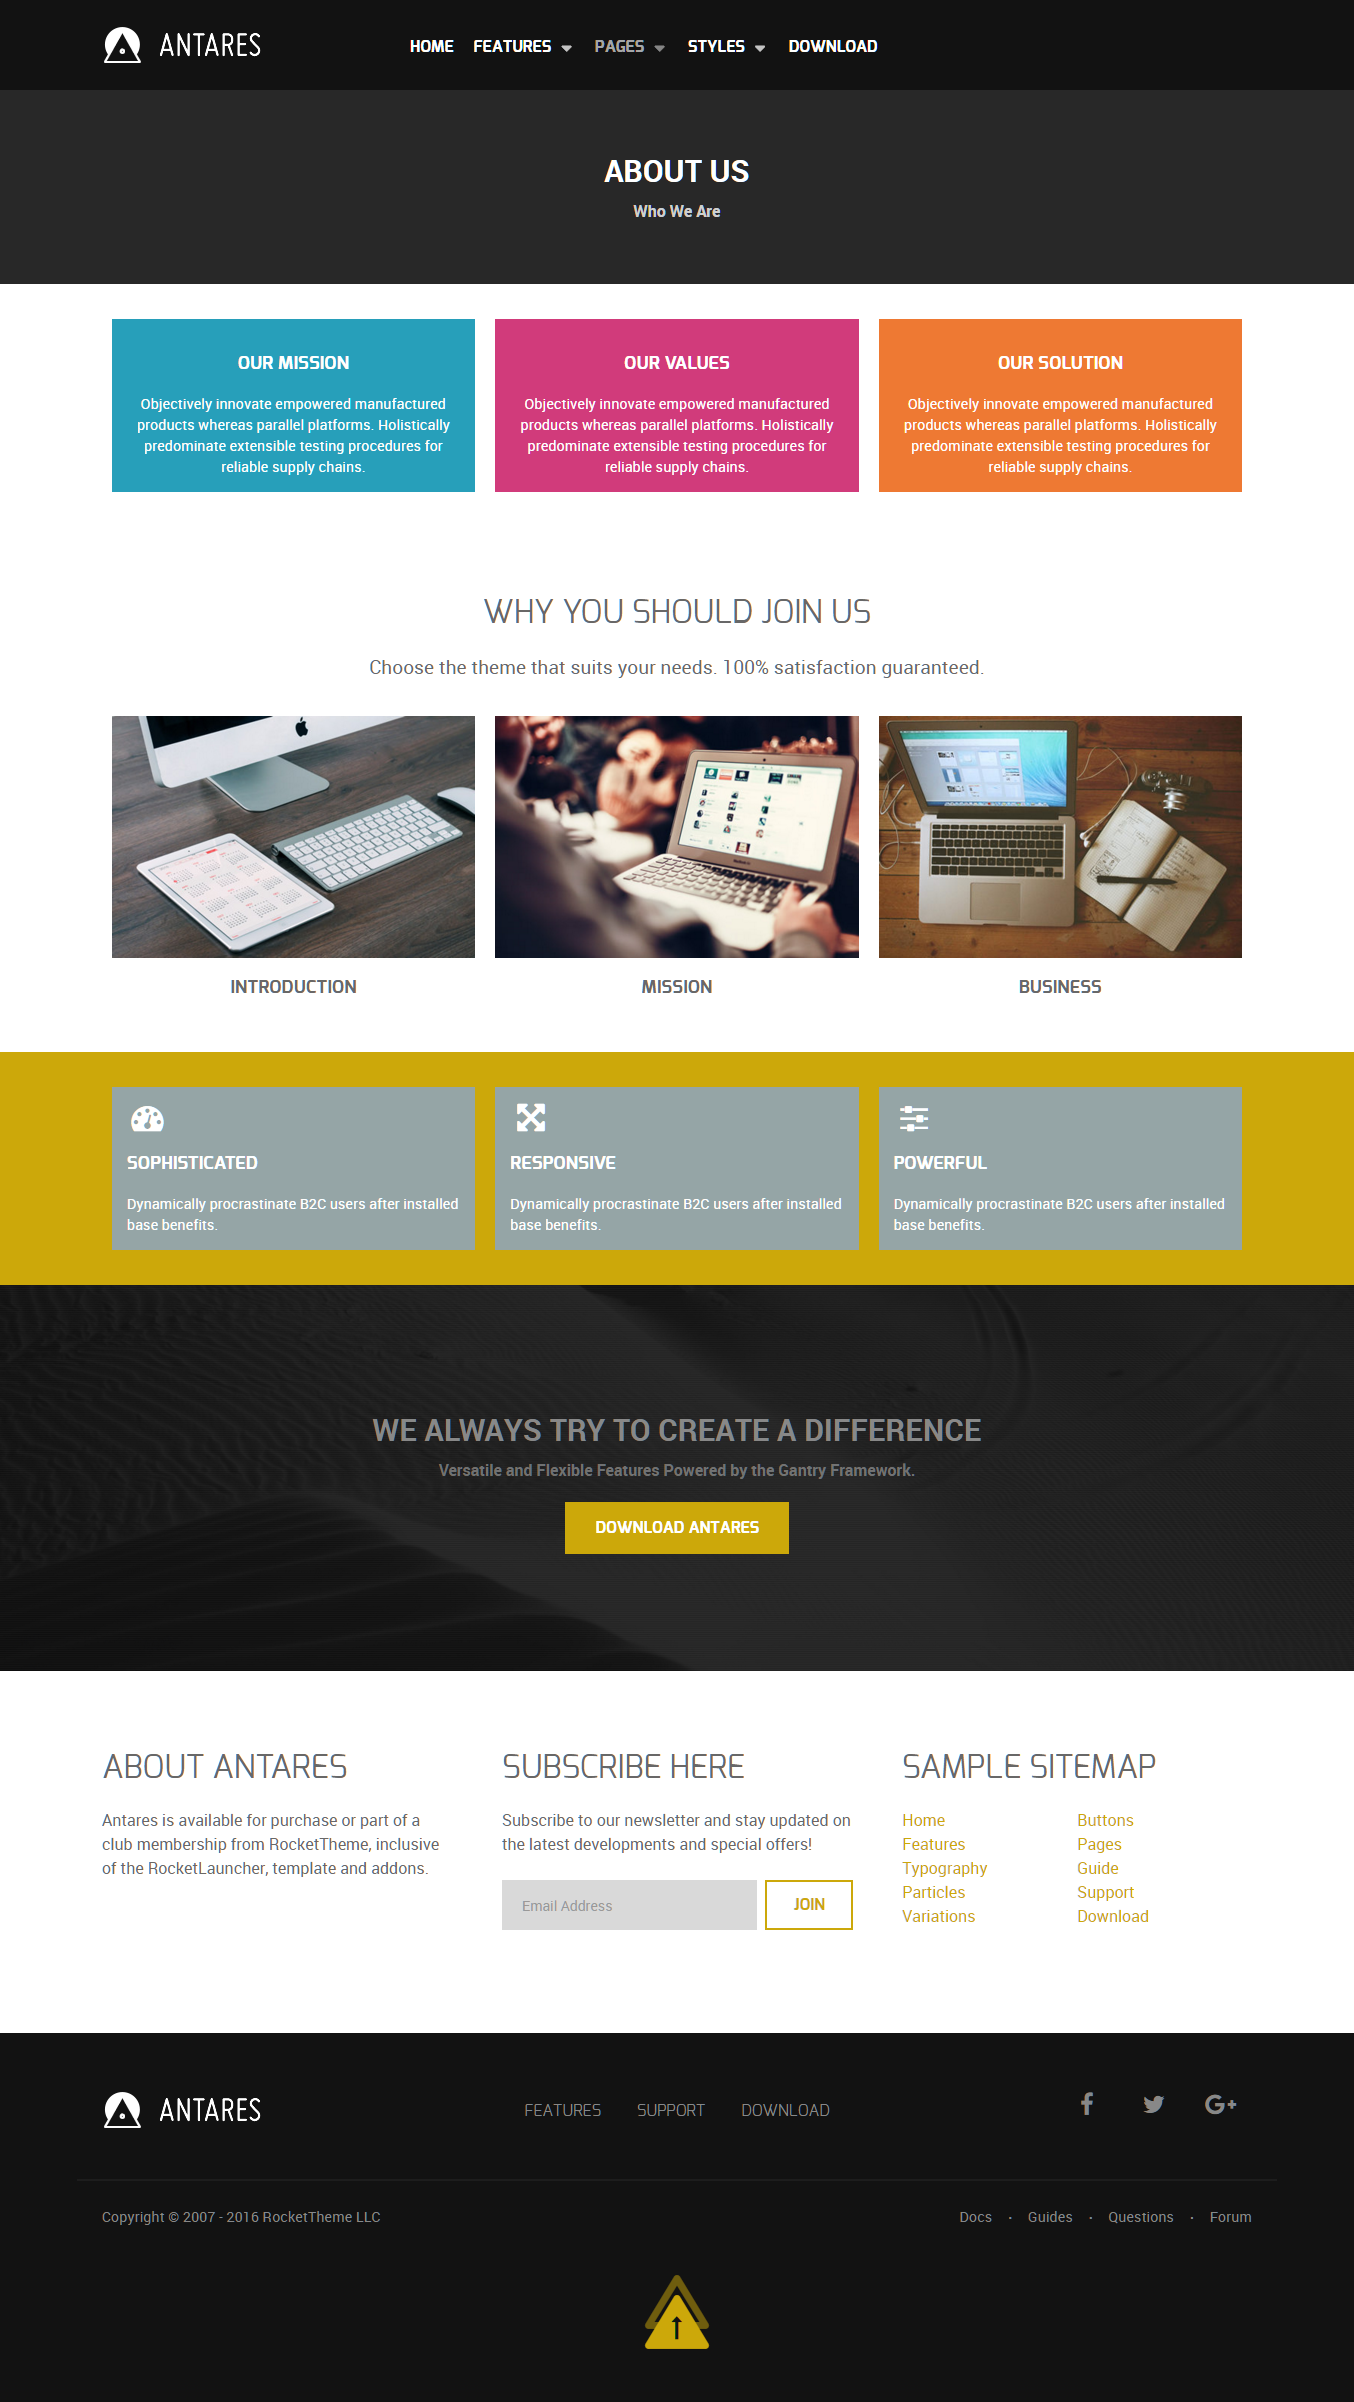 ANTARES
HOME FEATURES PAGES STYLES DOWNLOAD
ABOUT US
Who We Are
OUR MISSION
Objectively innovate empowered manufactured
products whereas parallel platforms. Holistically
predominate extensible testing procedures for
reliable supply chains.
OUR VALUES
Objectively innovate empowered manufactured
products whereas parallel platforms. Holistically
predominate extensible testing procedures for
reliable supply chains.
OUR SOLUTION
Objectively innovate empowered manufactured
products whereas parallel platforms. Holistically
predominate extensible testing procedures for
reliable supply chains.
WHY YOU SHOULD JOIN US
Choose the theme that suits your needs. 100% satisfaction guaranteed.
INTRODUCTION
MISSION
BUSINESS
SOPHISTICATED
Dynamically procrastinate B2C users after installed
base benefits.
RESPONSIVE
Dynamically procrastinate B2C users after installed
base benefits.
POWERFUL
Dynamically procrastinate B2C users after installed
base benefits.
WE ALWAYS TRY TO CREATE A DIFFERENCE
Versatile and Flexible Features Powered by the Gantry Framework.
DOWNLOAD ANTARES
ABOUT ANTARES
Antares is available for purchase or part of a
club membership from RocketTheme, inclusive
of the RocketLauncher, template and addons.
SUBSCRIBE HERE
Subscribe to our newsletter and stay updated on
the latest developments and special offers!
Email Address
JOIN
SAMPLE SITEMAP
Home
Features
Typography
Particles
Variations
Buttons
Pages
Guide
Support
Download
ANTARES
FEATURES SUPPORT DOWNLOAD
G+
Copyright © 2007 - 2016 RocketTheme LLC
Docs · Guides · Questions · Forum